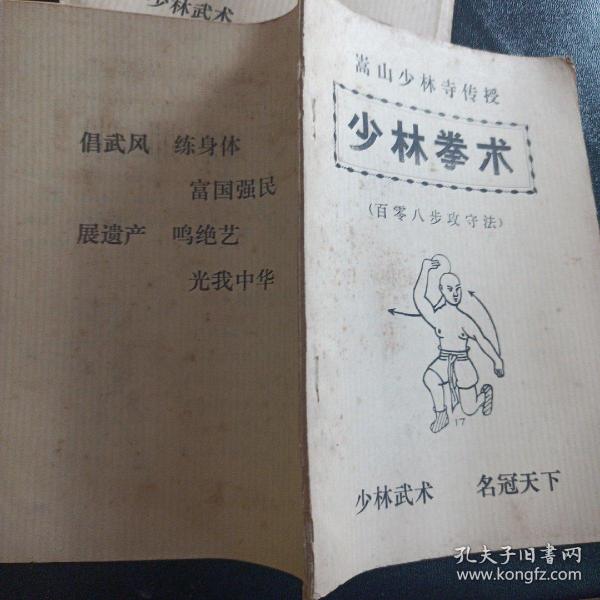 少林武术
倡武风 练身体
富国强民
展遗产 鸣绝艺
光我中华
嵩山少林寺传授
少林拳术
(百零八步攻守法)
17
少林武术 名冠天下
孔夫子旧书网
www.kongfz.com